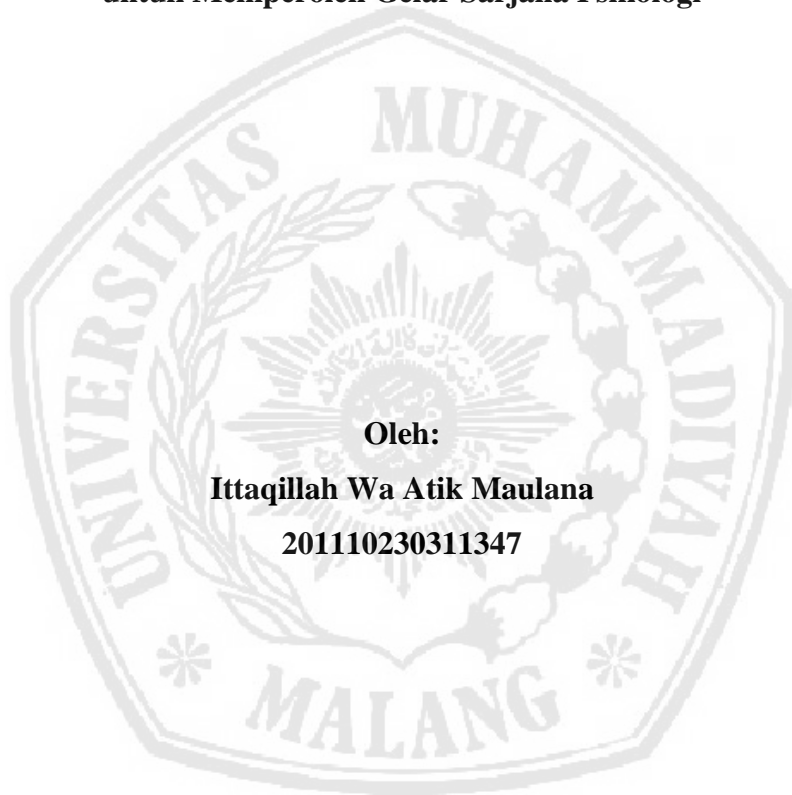 untuk Memperoleh Gelar Sarjana Psikologi
UNIVERSITAS MUHAMMADIYAH
Oleh:
Ittaqillah Wa Atik Maulana
201110230311347
MALANG